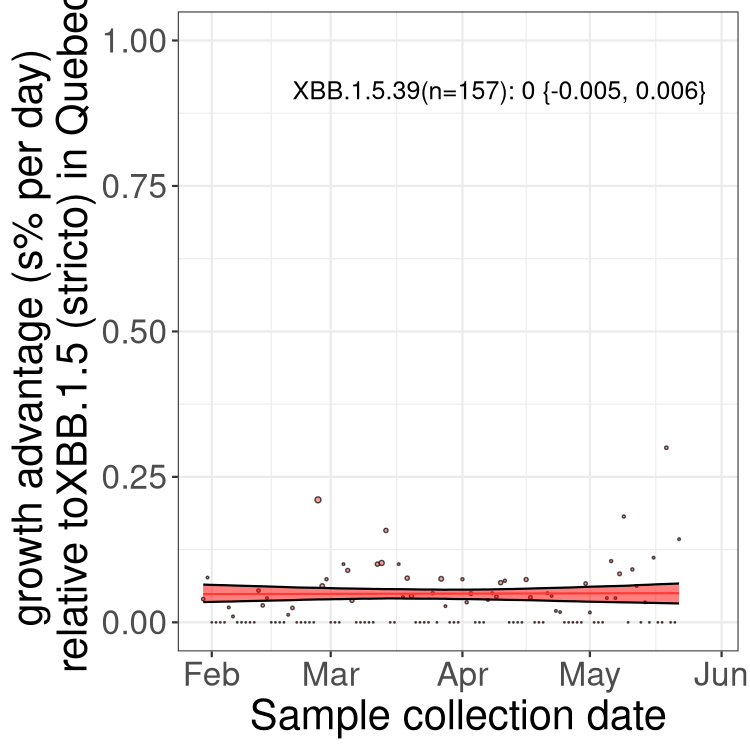 growth advantage (s% per day)
relative toXBB.1.5 (stricto) in Quebec
1.00
0.75
0.50
0.25
0.00
XBB.1.5.39(n=157): 0 {-0.005, 0.006}
Feb
Mar
Apr
May
Jun
Sample collection date